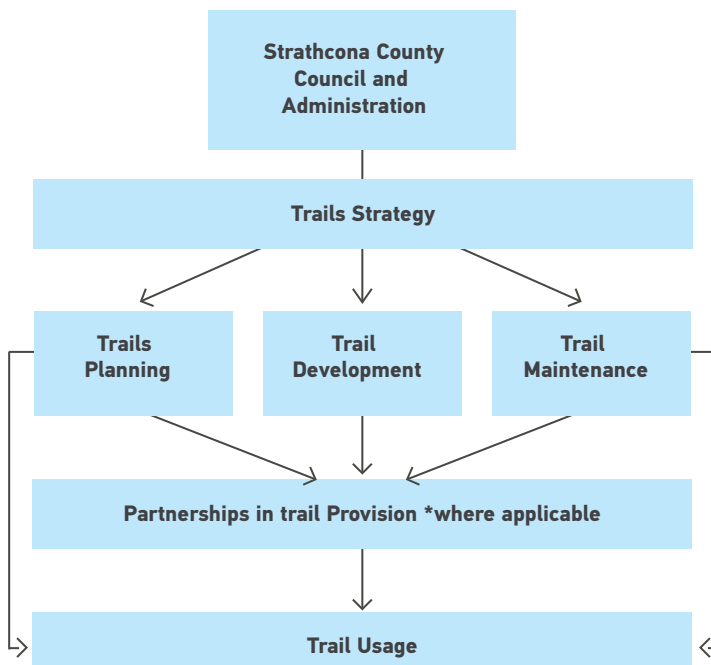 Strathcona County
Council and
Administration
Trails Strategy
Trails
Planning
Trail
Development
Trail
Maintenance
Partnerships in trail Provision *where applicable
Trail Usage